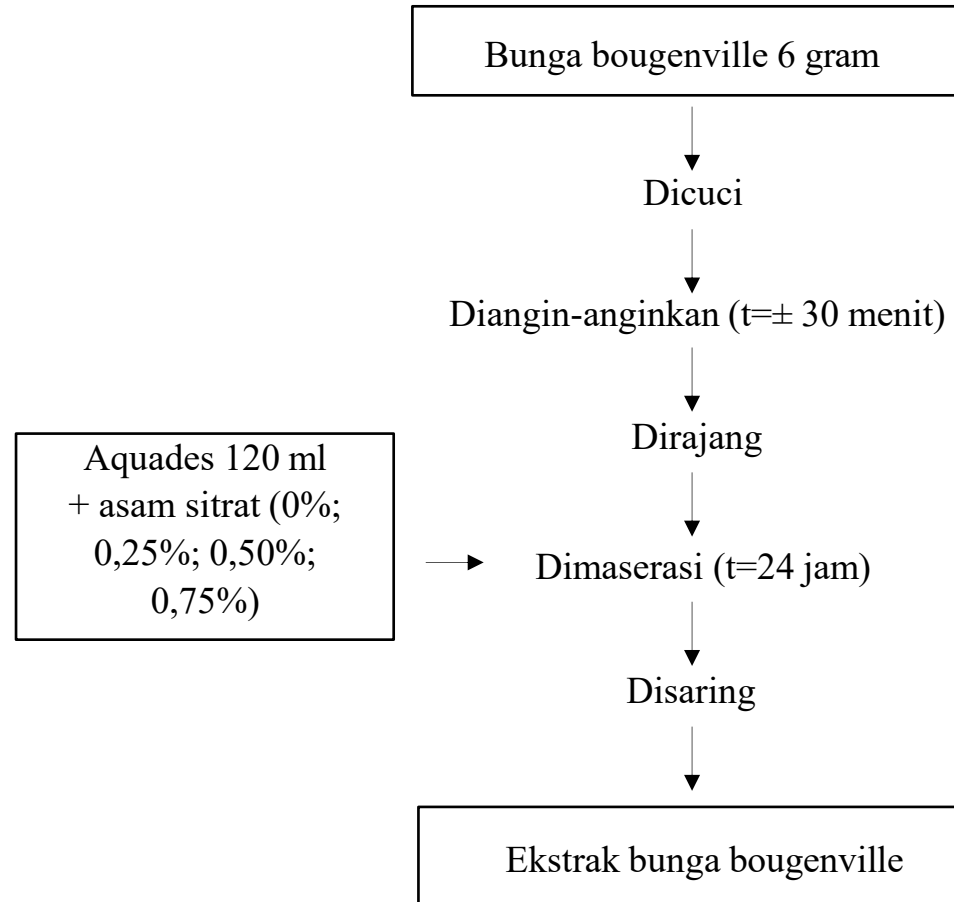 Bunga bougenville 6 gram
Dicuci
Diangin-anginkan (t=± 30 menit)
Dirajang
Aquades 120 ml
+ asam sitrat (0%;
0,25%; 0,50%;
0,75%)
Dimaserasi (t=24 jam)
Disaring
Ekstrak bunga bougenville